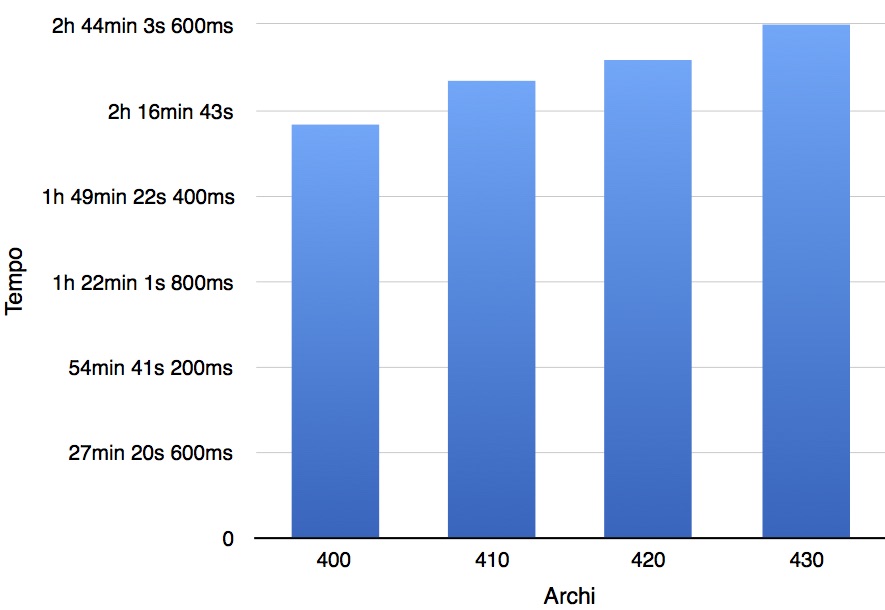 2h 44min 3s 600ms
2h 16min 43s
1h 49min 22s 400ms
1h 22min 1s 800ms
54min 41s 200ms
27min 20s 600ms
0
Tempo
400 410 420 430
Archi